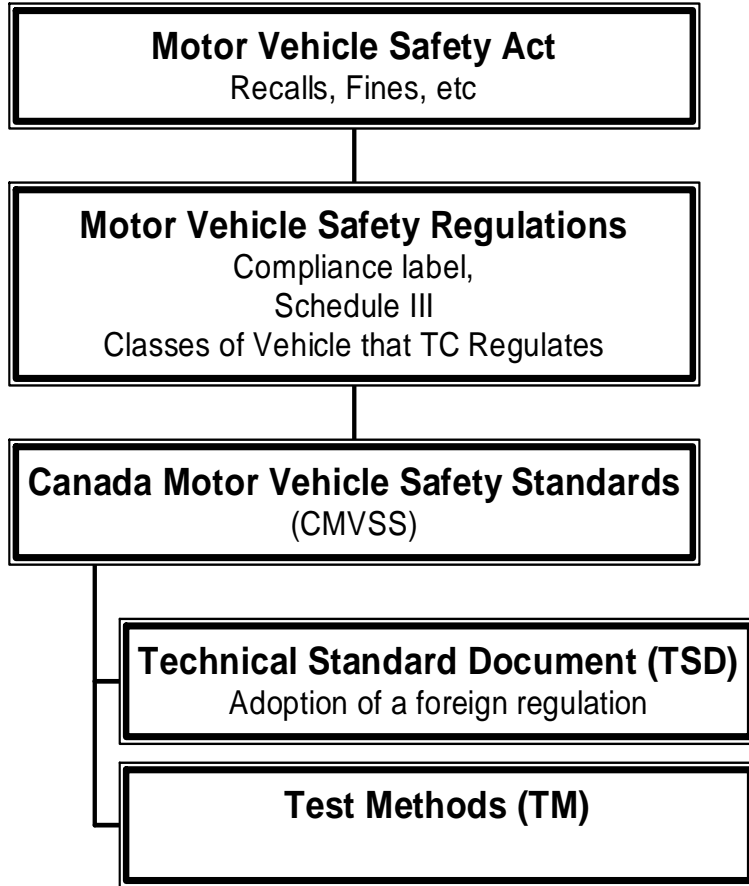 Motor Vehicle Safety Act
Recalls, Fines, etc
Motor Vehicle Safety Regulations
Compliance label,
Schedule III
Classes of Vehicle that TC Regulates
Canada Motor Vehicle Safety Standards
(CMVSS)
Technical Standard Document (TSD)
Adoption of a foreign regulation
Test Methods (TM)